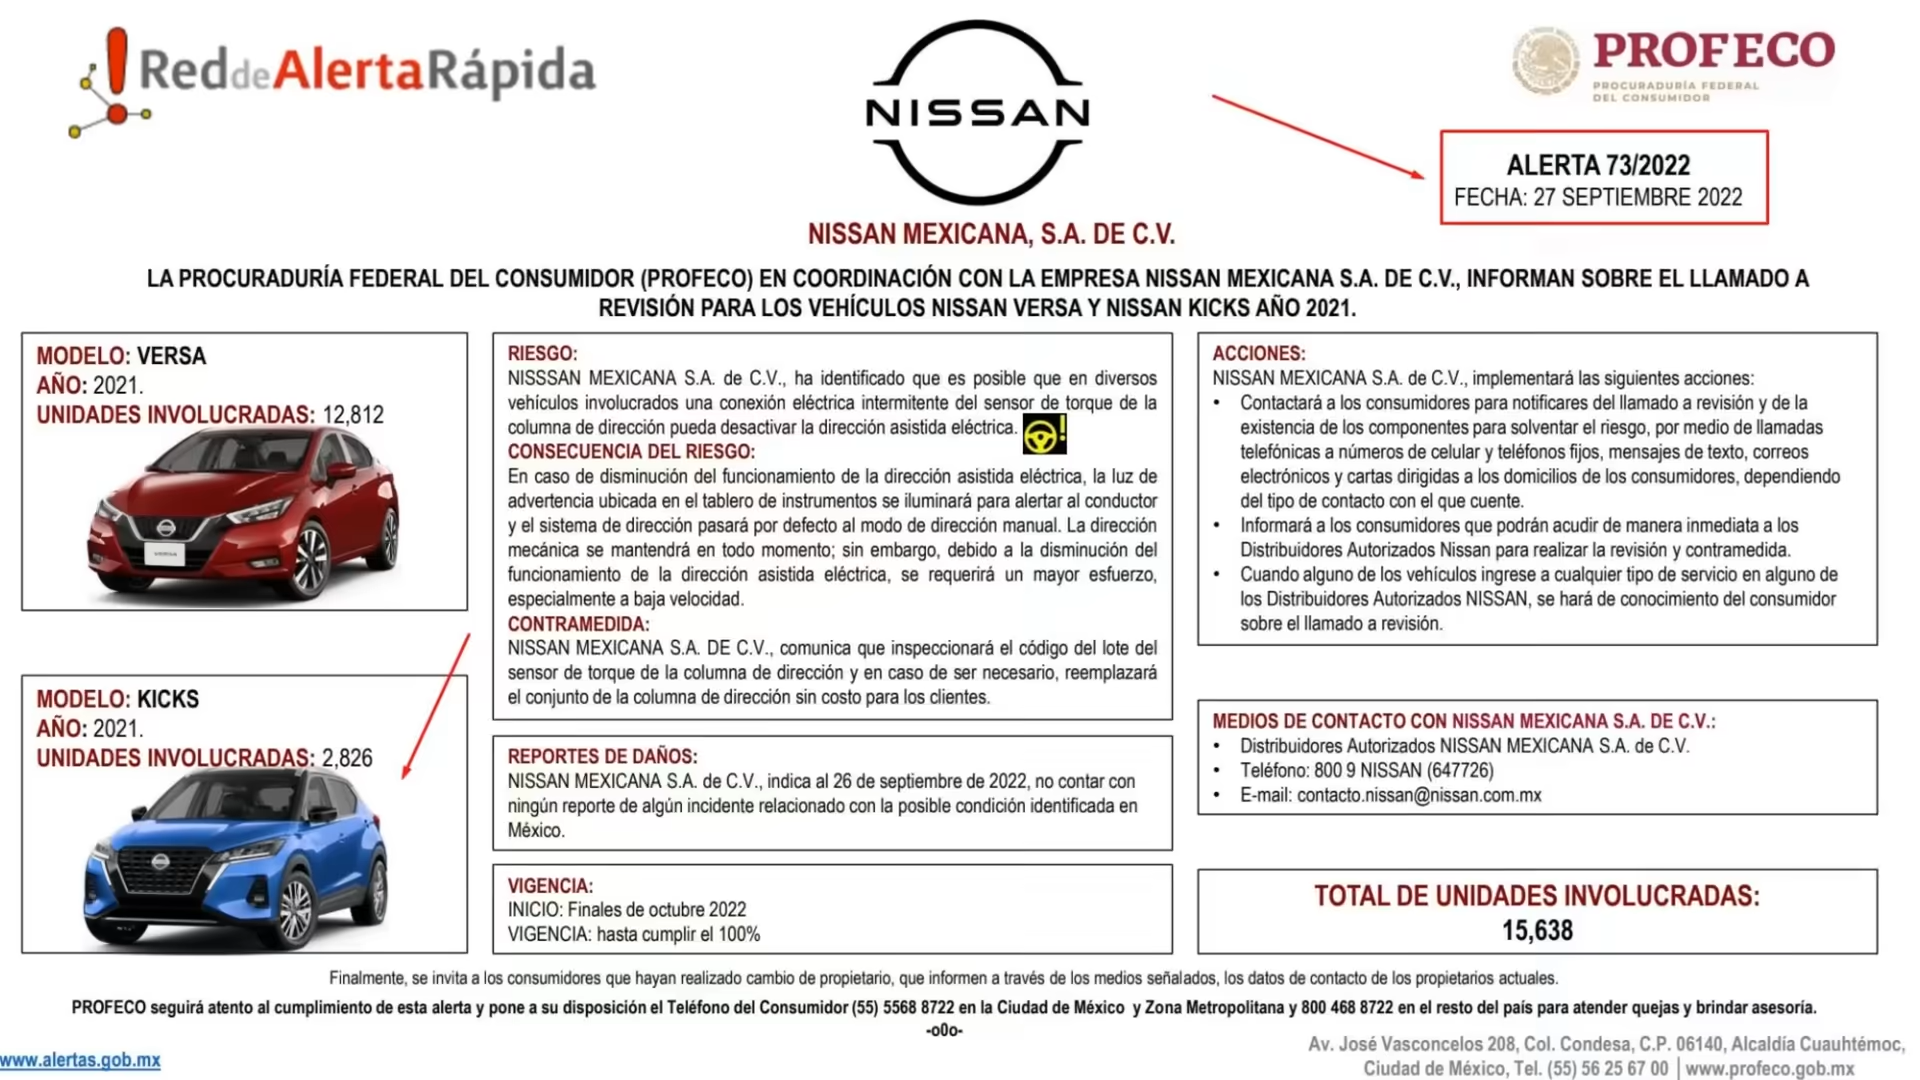 ReddeAlertaRápida
NISSAN
PROFECO
PROCURADURÍA FEDERAL
DEL CONSUMIDOR
ALERTA 73/2022
FECHA: 27 SEPTIEMBRE 2022
NISSAN MEXICANA, S.A. DE C.V.
LA PROCURADURÍA FEDERAL DEL CONSUMIDOR (PROFECO) EN COORDINACIÓN CON LA EMPRESA NISSAN MEXICANA S.A. DE C.V., INFORMAN SOBRE EL LLAMADO A
REVISIÓN PARA LOS VEHÍCULOS NISSAN VERSA Y NISSAN KICKS AÑO 2021.
MODELO: VERSA
AÑO: 2021.
UNIDADES INVOLUCRADAS: 12,812
VERSA
MODELO: KICKS
AÑO: 2021.
UNIDADES INVOLUCRADAS: 2,826
RIESGO:
NISSSAN MEXICANA S.A. de C.V., ha identificado que es posible que en diversos
vehículos involucrados una conexión eléctrica intermitente del sensor de torque de la
columna de dirección pueda desactivar la dirección asistida eléctrica.
CONSECUENCIA DEL RIESGO:
En caso de disminución del funcionamiento de la dirección asistida eléctrica, la luz de
advertencia ubicada en el tablero de instrumentos se iluminará para alertar al conductor
y el sistema de dirección pasará por defecto al modo de dirección manual. La dirección
mecánica se mantendrá en todo momento; sin embargo, debido a la disminución del
funcionamiento de la dirección asistida eléctrica, se requerirá un mayor esfuerzo,
especialmente a baja velocidad.
CONTRAMEDIDA:
NISSAN MEXICANA S.A. DE C.V., comunica que inspeccionará el código del lote del
sensor de torque de la columna de dirección y en caso de ser necesario, reemplazará
el conjunto de la columna de dirección sin costo para los clientes.
REPORTES DE DAÑOS:
NISSAN MEXICANA S.A. de C.V., indica al 26 de septiembre de 2022, no contar con
ningún reporte de algún incidente relacionado con la posible condición identificada en
México.
VIGENCIA:
INICIO: Finales de octubre 2022
VIGENCIA: hasta cumplir el 100%
ACCIONES:
NISSAN MEXICANA S.A. de C.V., implementará las siguientes acciones:
• Contactará a los consumidores para notificares del llamado a revisión y de la
existencia de los componentes para solventar el riesgo, por medio de llamadas
telefónicas a números de celular y teléfonos fijos, mensajes de texto, correos
electrónicos y cartas dirigidas a los domicilios de los consumidores, dependiendo
del tipo de contacto con el que cuente.
• Informará a los consumidores que podrán acudir de manera inmediata a los
Distribuidores Autorizados Nissan para realizar la revisión y contramedida.
• Cuando alguno de los vehículos ingrese a cualquier tipo de servicio en alguno de
los Distribuidores Autorizados NISSAN, se hará de conocimiento del consumidor
sobre el llamado a revisión.
MEDIOS DE CONTACTO CON NISSAN MEXICANA S.A. DE C.V.:
• Distribuidores Autorizados NISSAN MEXICANA S.A. de C.V.
• Teléfono: 800 9 NISSAN (647726)
• E-mail: contacto.nissan@nissan.com.mx
TOTAL DE UNIDADES INVOLUCRADAS:
15,638
Finalmente, se invita a los consumidores que hayan realizado cambio de propietario, que informen a través de los medios señalados, los datos de contacto de los propietarios actuales.
PROFECO seguirá atento al cumplimiento de esta alerta y pone a su disposición el Teléfono del Consumidor (55) 5568 8722 en la Ciudad de México y Zona Metropolitana y 800 468 8722 en el resto del país para atender quejas y brindar asesoría.
-o0o-
www.alertas.gob.mx
Av. José Vasconcelos 208, Col. Condesa, C.P. 06140, Alcaldía Cuauhtémoc,
Ciudad de México, Tel. (55) 56 25 67 00 | www.profeco.gob.mx